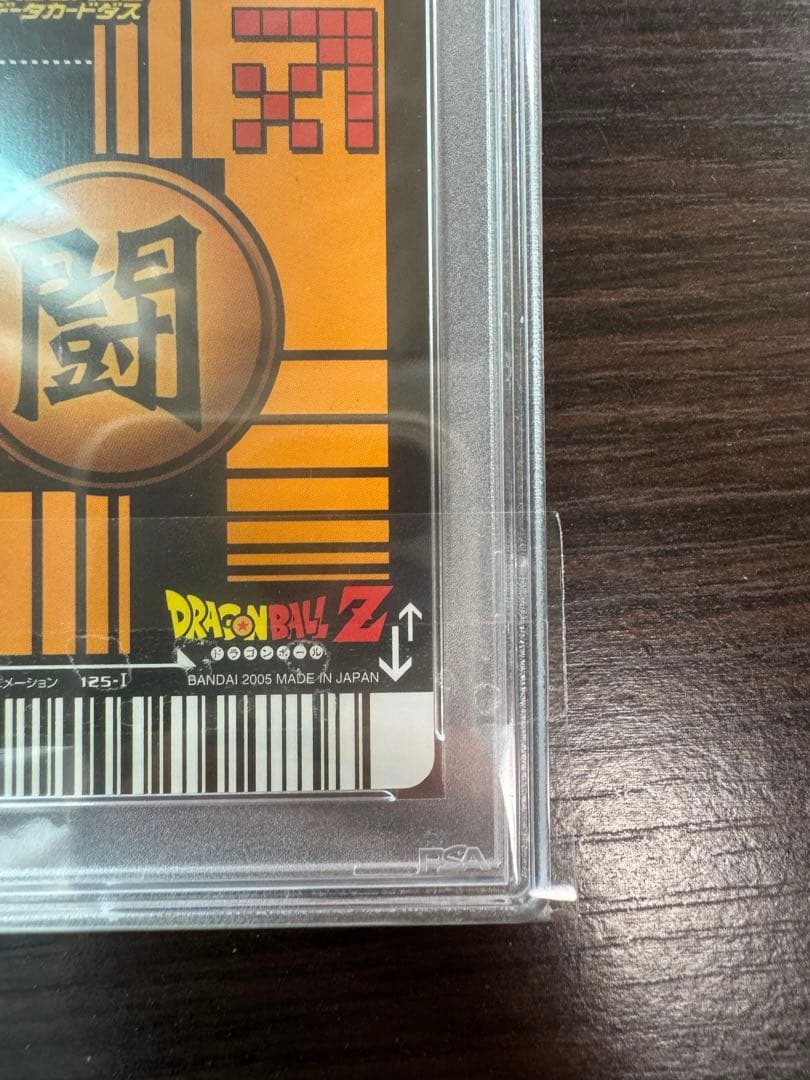 データカードダス
闘
DRAGON BALL Z
ドラゴンボール
メーション 125-I
BANDAI 2005 MADE IN JAPAN
PSA